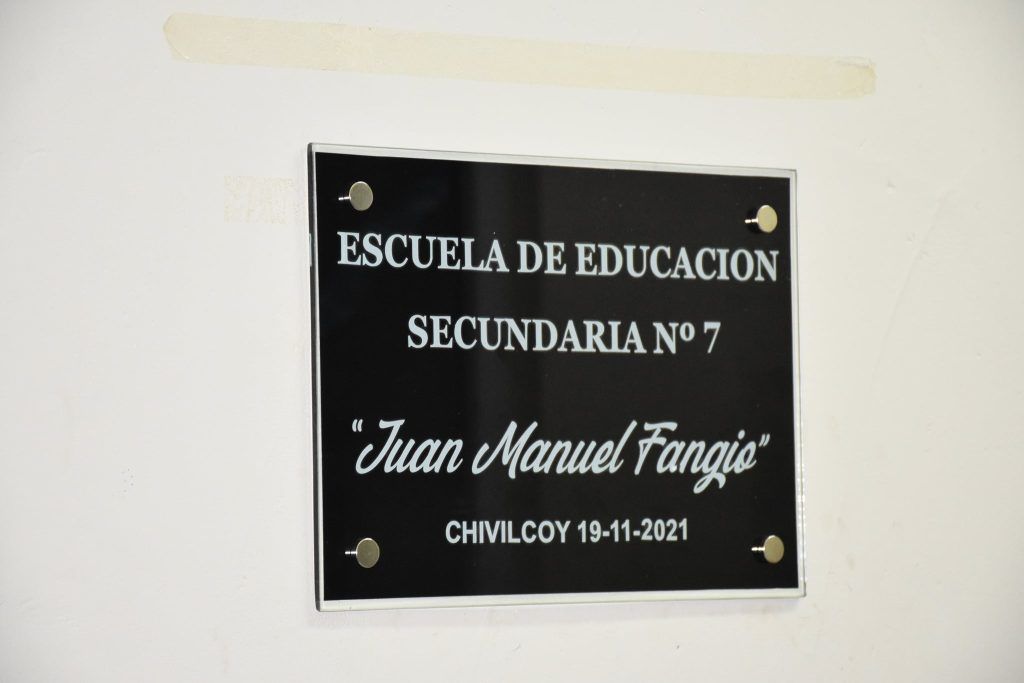 ESCUELA DE EDUCACION
SECUNDARIA Nº 7
"Juan Manuel Fangio"
CHIVILCOY 19-11-2021